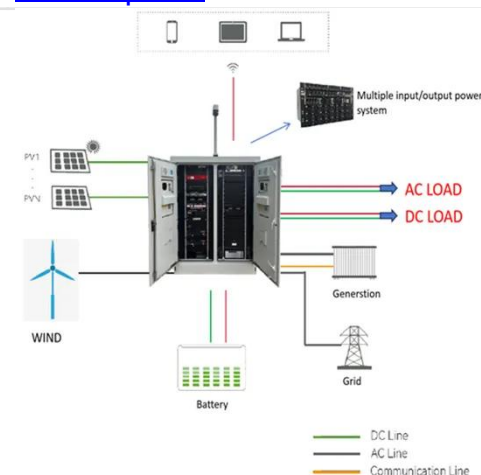 Multiple input/output power
system
PV1
PVN
AC LOAD
DC LOAD
Generstion
WIND
Grid
Battery
DC Line
AC Line
Communication Line